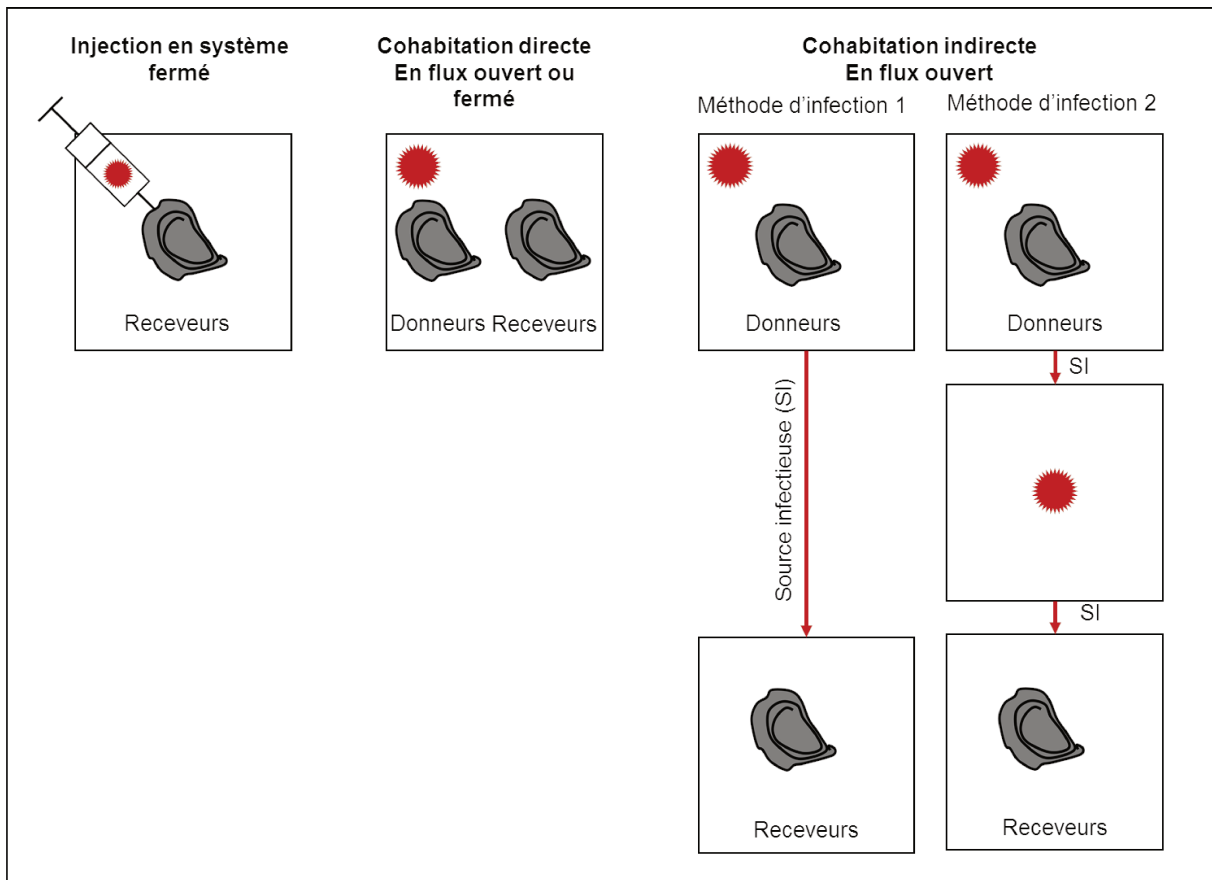 Injection en système
fermé
Receveurs
Cohabitation directe
En flux ouvert ou
fermé
Donneurs Receveurs
Cohabitation indirecte
En flux ouvert
Méthode d'infection 1
Donneurs
Source infectieuse (SI)
Receveurs
Méthode d'infection 2
Donneurs
SI
SI
Receveurs